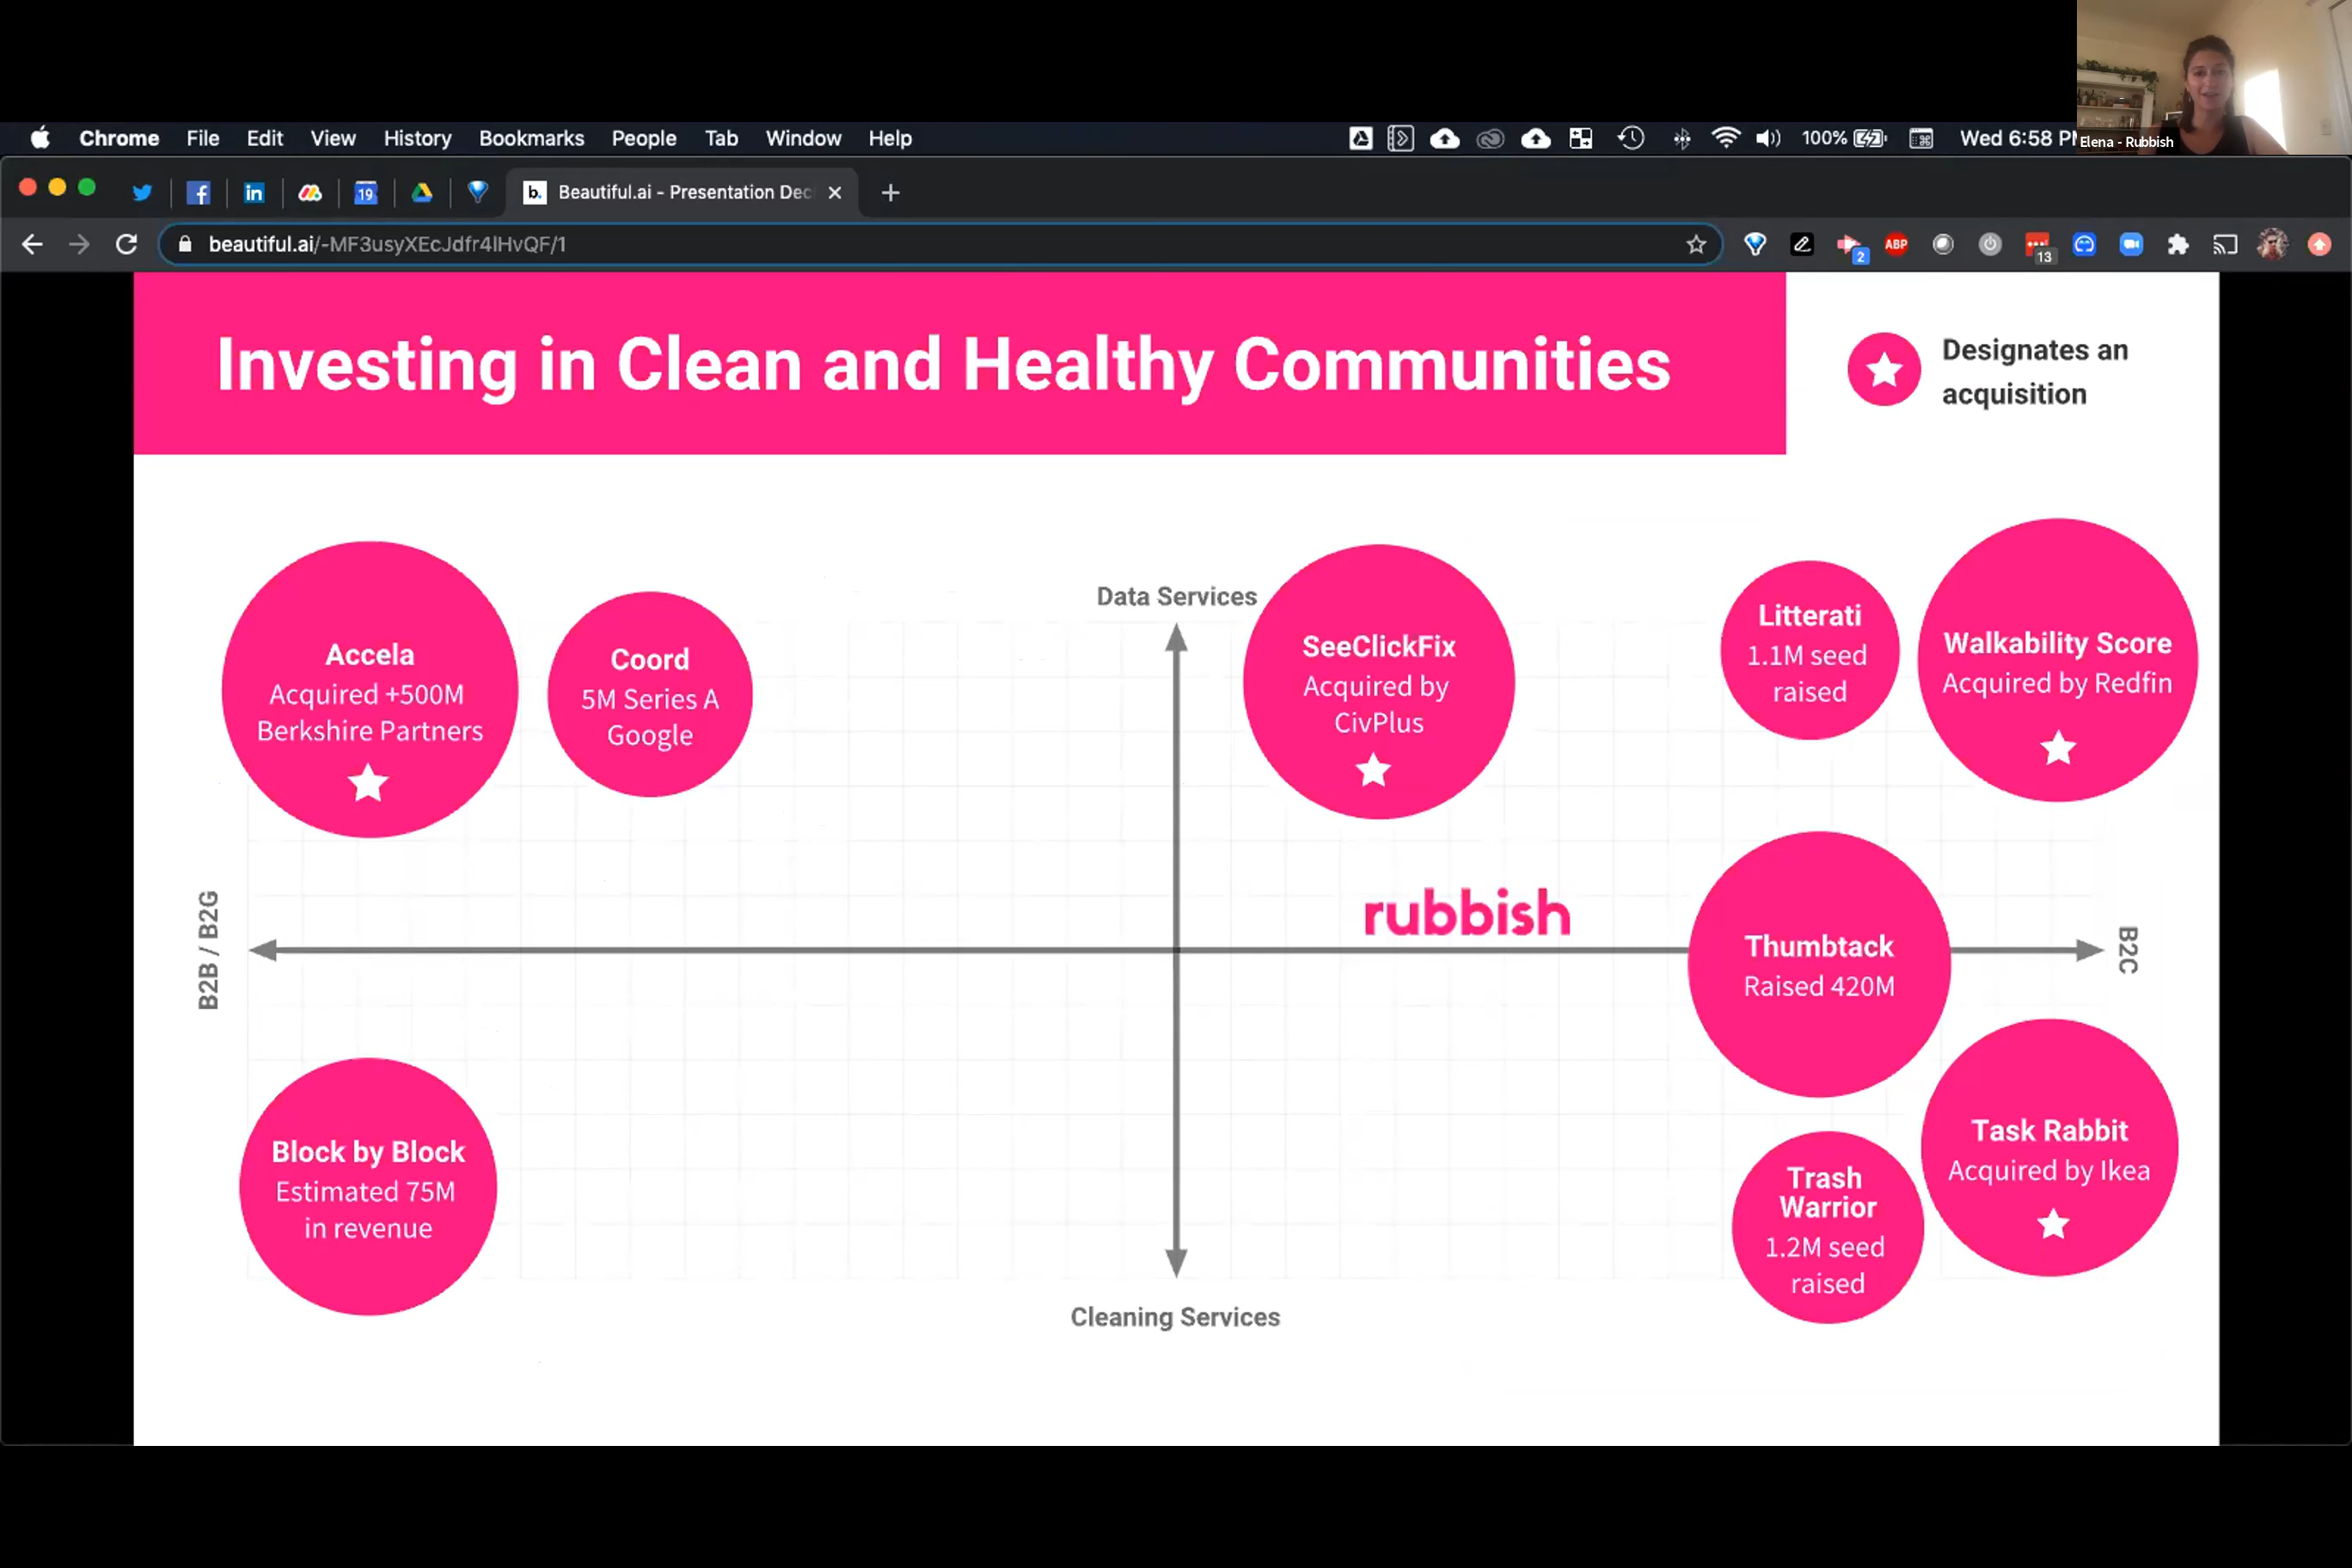 Elena - Rubbish
Chrome File Edit View History Bookmarks People Tab Window Help
100%
Wed 6:58 PM
19
b. Beautiful.ai - Presentation Dec
beautiful.ai/-MF3usyXEcJdfr4lHvQF/1
2
ABP
13
Investing in Clean and Healthy Communities
Designates an
acquisition
Data Services
Accela
Acquired +500M
Berkshire Partners
Coord
5M Series A
Google
SeeClickFix
Acquired by
CivPlus
Litterati
1.1M seed
raised
Walkability Score
Acquired by Redfin
B2B / B2G
rubbish
Thumbtack
Raised 420M
B2C
Block by Block
Estimated 75M
in revenue
Trash
Warrior
1.2M seed
raised
Task Rabbit
Acquired by Ikea
Cleaning Services